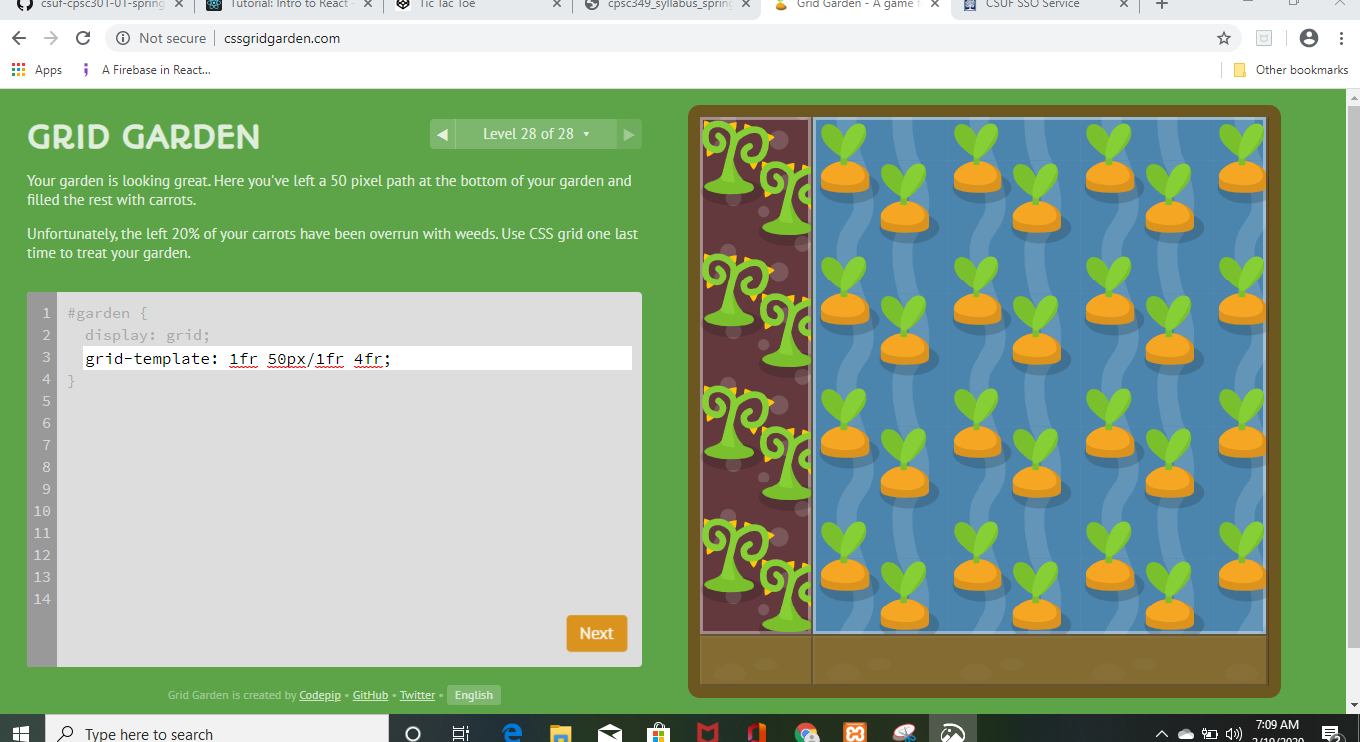 csuf-cpsc301-01-spring
Tutorial: Intro to React -
Tic Tac Toe
cpsc349_syllabus_spring
Grid Garden - A game f
CSUF SSO Service
Not secure
cssgridgarden.com
Apps
A Firebase in React...
Other bookmarks
GRID GARDEN
Level 28 of 28
Your garden is looking great. Here you've left a 50 pixel path at the bottom of your garden and
filled the rest with carrots.
Unfortunately, the left 20% of your carrots have been overrun with weeds. Use CSS grid one last
time to treat your garden.
1 #garden {
2 display: grid;
3 grid-template: 1fr 50px/1fr 4fr;
4 }
5
6
7
8
9
10
11
12
13
14
Next
Grid Garden is created by Codepip • GitHub • Twitter • English
Type here to search
7:09 AM
2